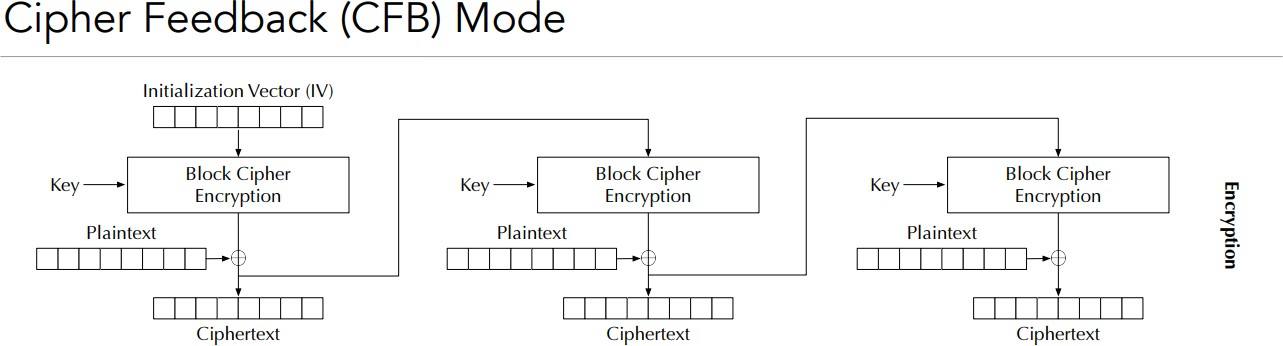 Cipher Feedback (CFB) Mode
Initialization Vector (IV)
Key
Block Cipher
Encryption
Plaintext
Ciphertext
Key
Block Cipher
Encryption
Plaintext
Ciphertext
Key
Block Cipher
Encryption
Plaintext
Ciphertext
Encryption